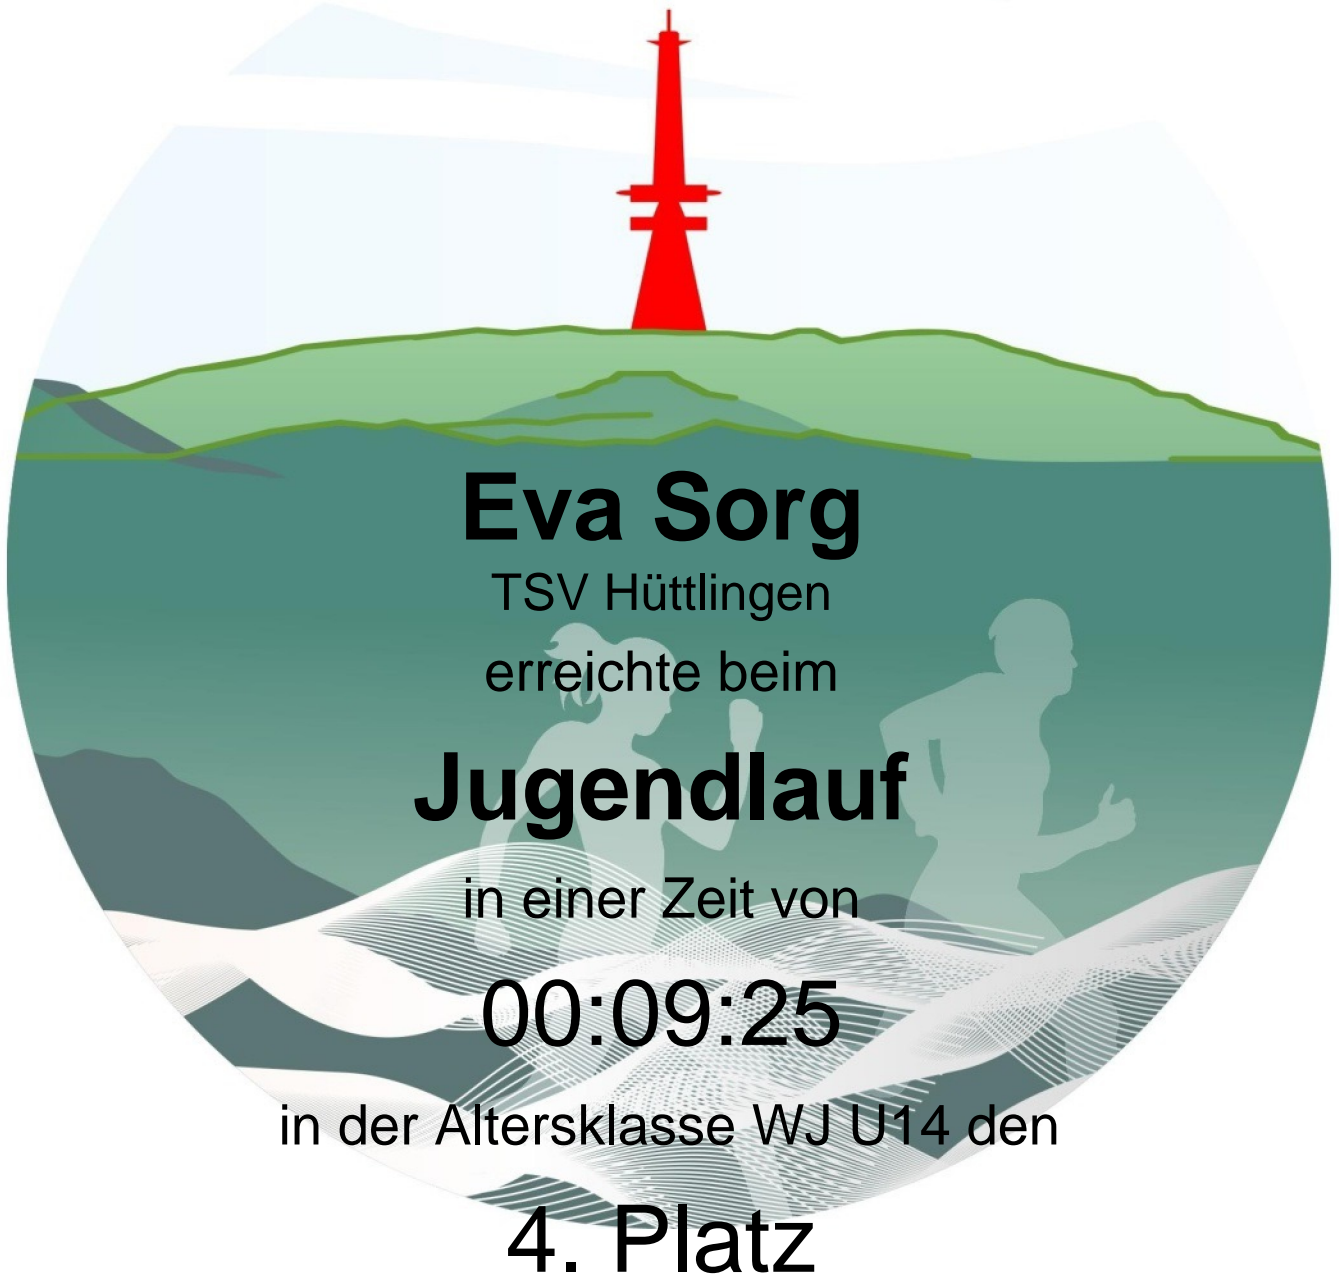 Eva Sorg
TSV Hüttlingen
erreichte beim
Jugendlauf
in einer Zeit von
00:09:25
in der Altersklasse WJ U14 den
4. Platz